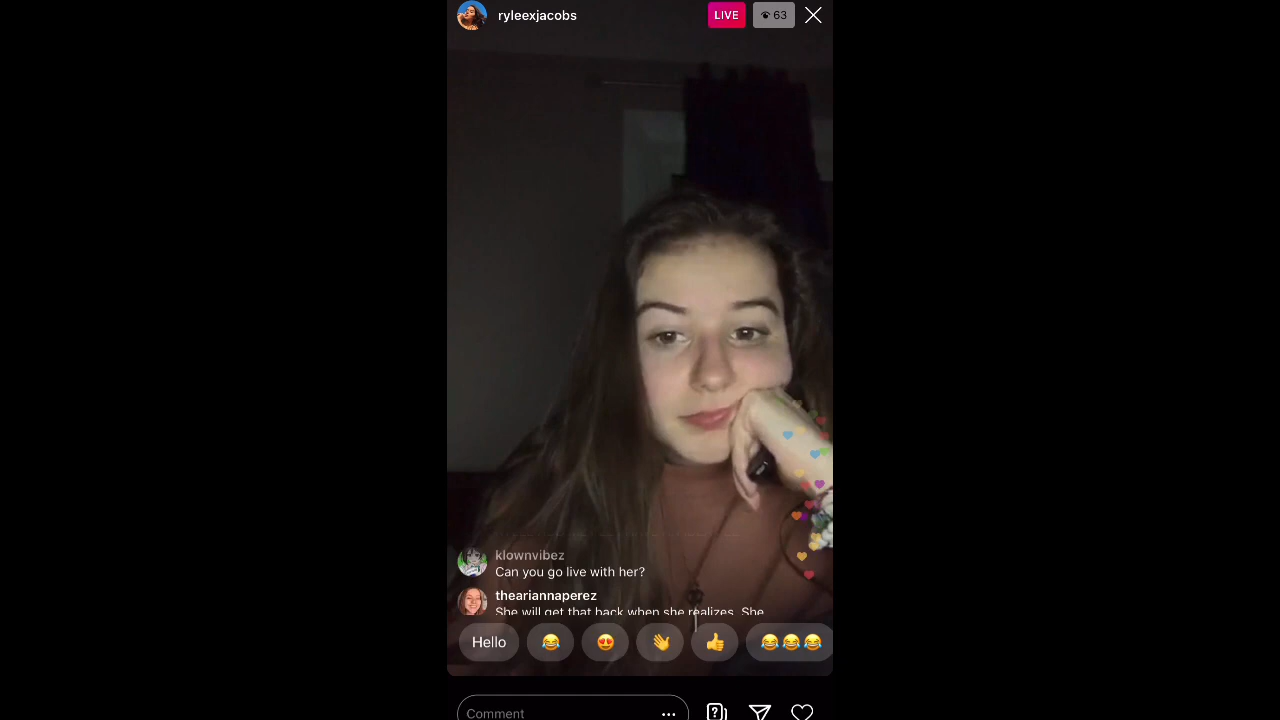 ryleexjacobs
LIVE
63
klownvibez
Can you go live with her?
theariannaperez
She will get that back when she realizes. She
Hello
Comment